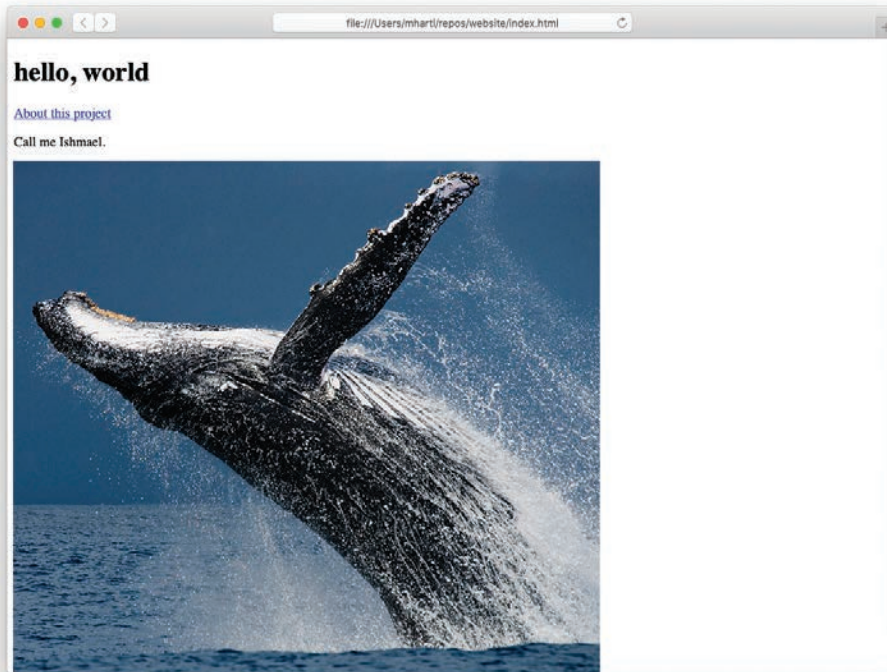 file:///Users/mhartl/repos/website/index.html
hello, world
About this project
Call me Ishmael.